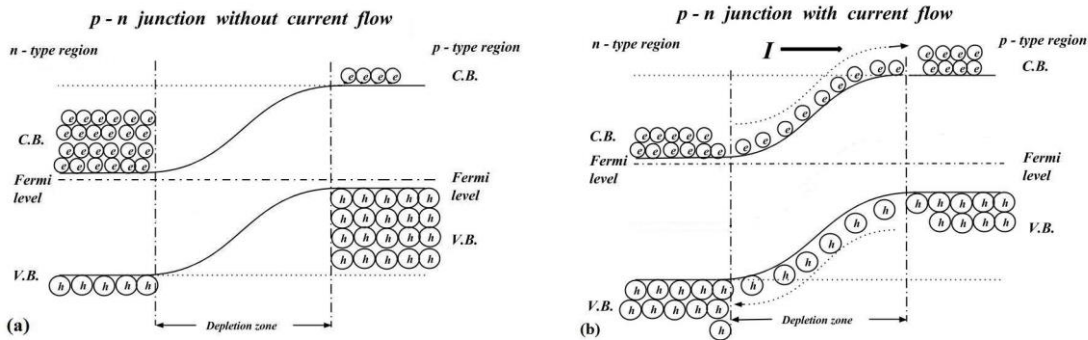 p - n junction without current flow
n - type region
p - type region
e e e e
C.B.
e e e e e e
e e e e e e
e e e e e e
e e e e e e
C.B.
Fermi level
Fermi level
h h h h h
h h h h h
h h h h h
h h h h h
V.B.
V.B.
h h h h h
(a)
Depletion zone
p - n junction with current flow
n - type region
p - type region
I
e e e e
e e e e
C.B.
e e e e e e e e
C.B.
e e e e e
e e e e e e
Fermi level
Fermi level
h h h h h
h h h h
V.B.
h h h h h h
V.B.
h h h h h
h h h h h
h
(b)
Depletion zone